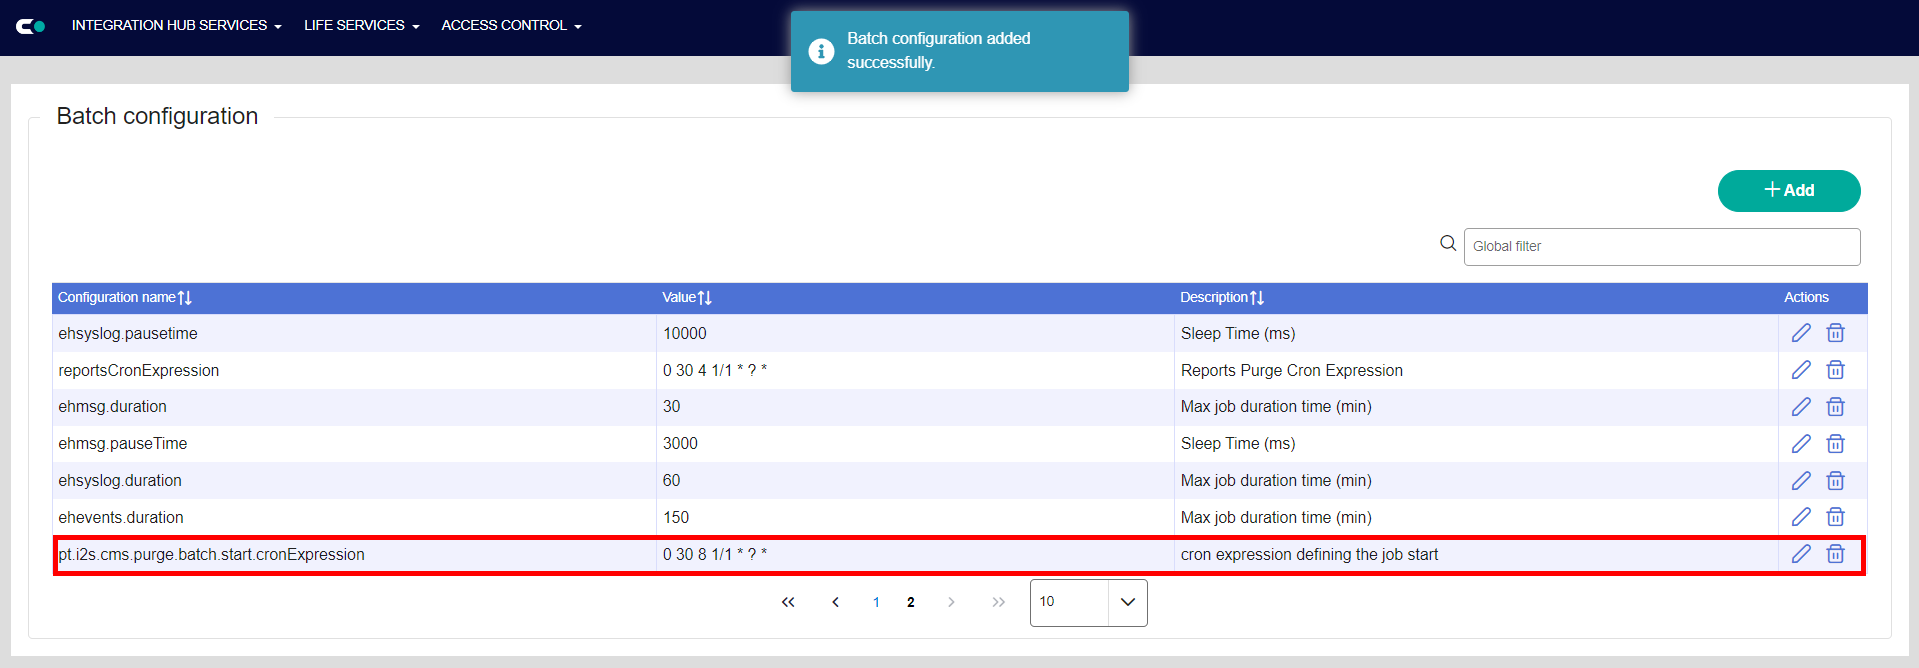 INTEGRATION HUB SERVICES LIFE SERVICES ACCESS CONTROL
Batch configuration added
successfully.
Batch configuration
Add
Global filter
Configuration name Value Description Actions
ehsyslog.pausetime 10000 Sleep Time (ms)
reportsCronExpression 0 30 4 1/1 * ? * Reports Purge Cron Expression
ehmsg.duration 30 Max job duration time (min)
ehmsg.pauseTime 3000 Sleep Time (ms)
ehsyslog.duration 60 Max job duration time (min)
ehevents.duration 150 Max job duration time (min)
pt.i2s.cms.purge.batch.start.cronExpression 0 30 8 1/1 * ? * cron expression defining the job start
1 2 10